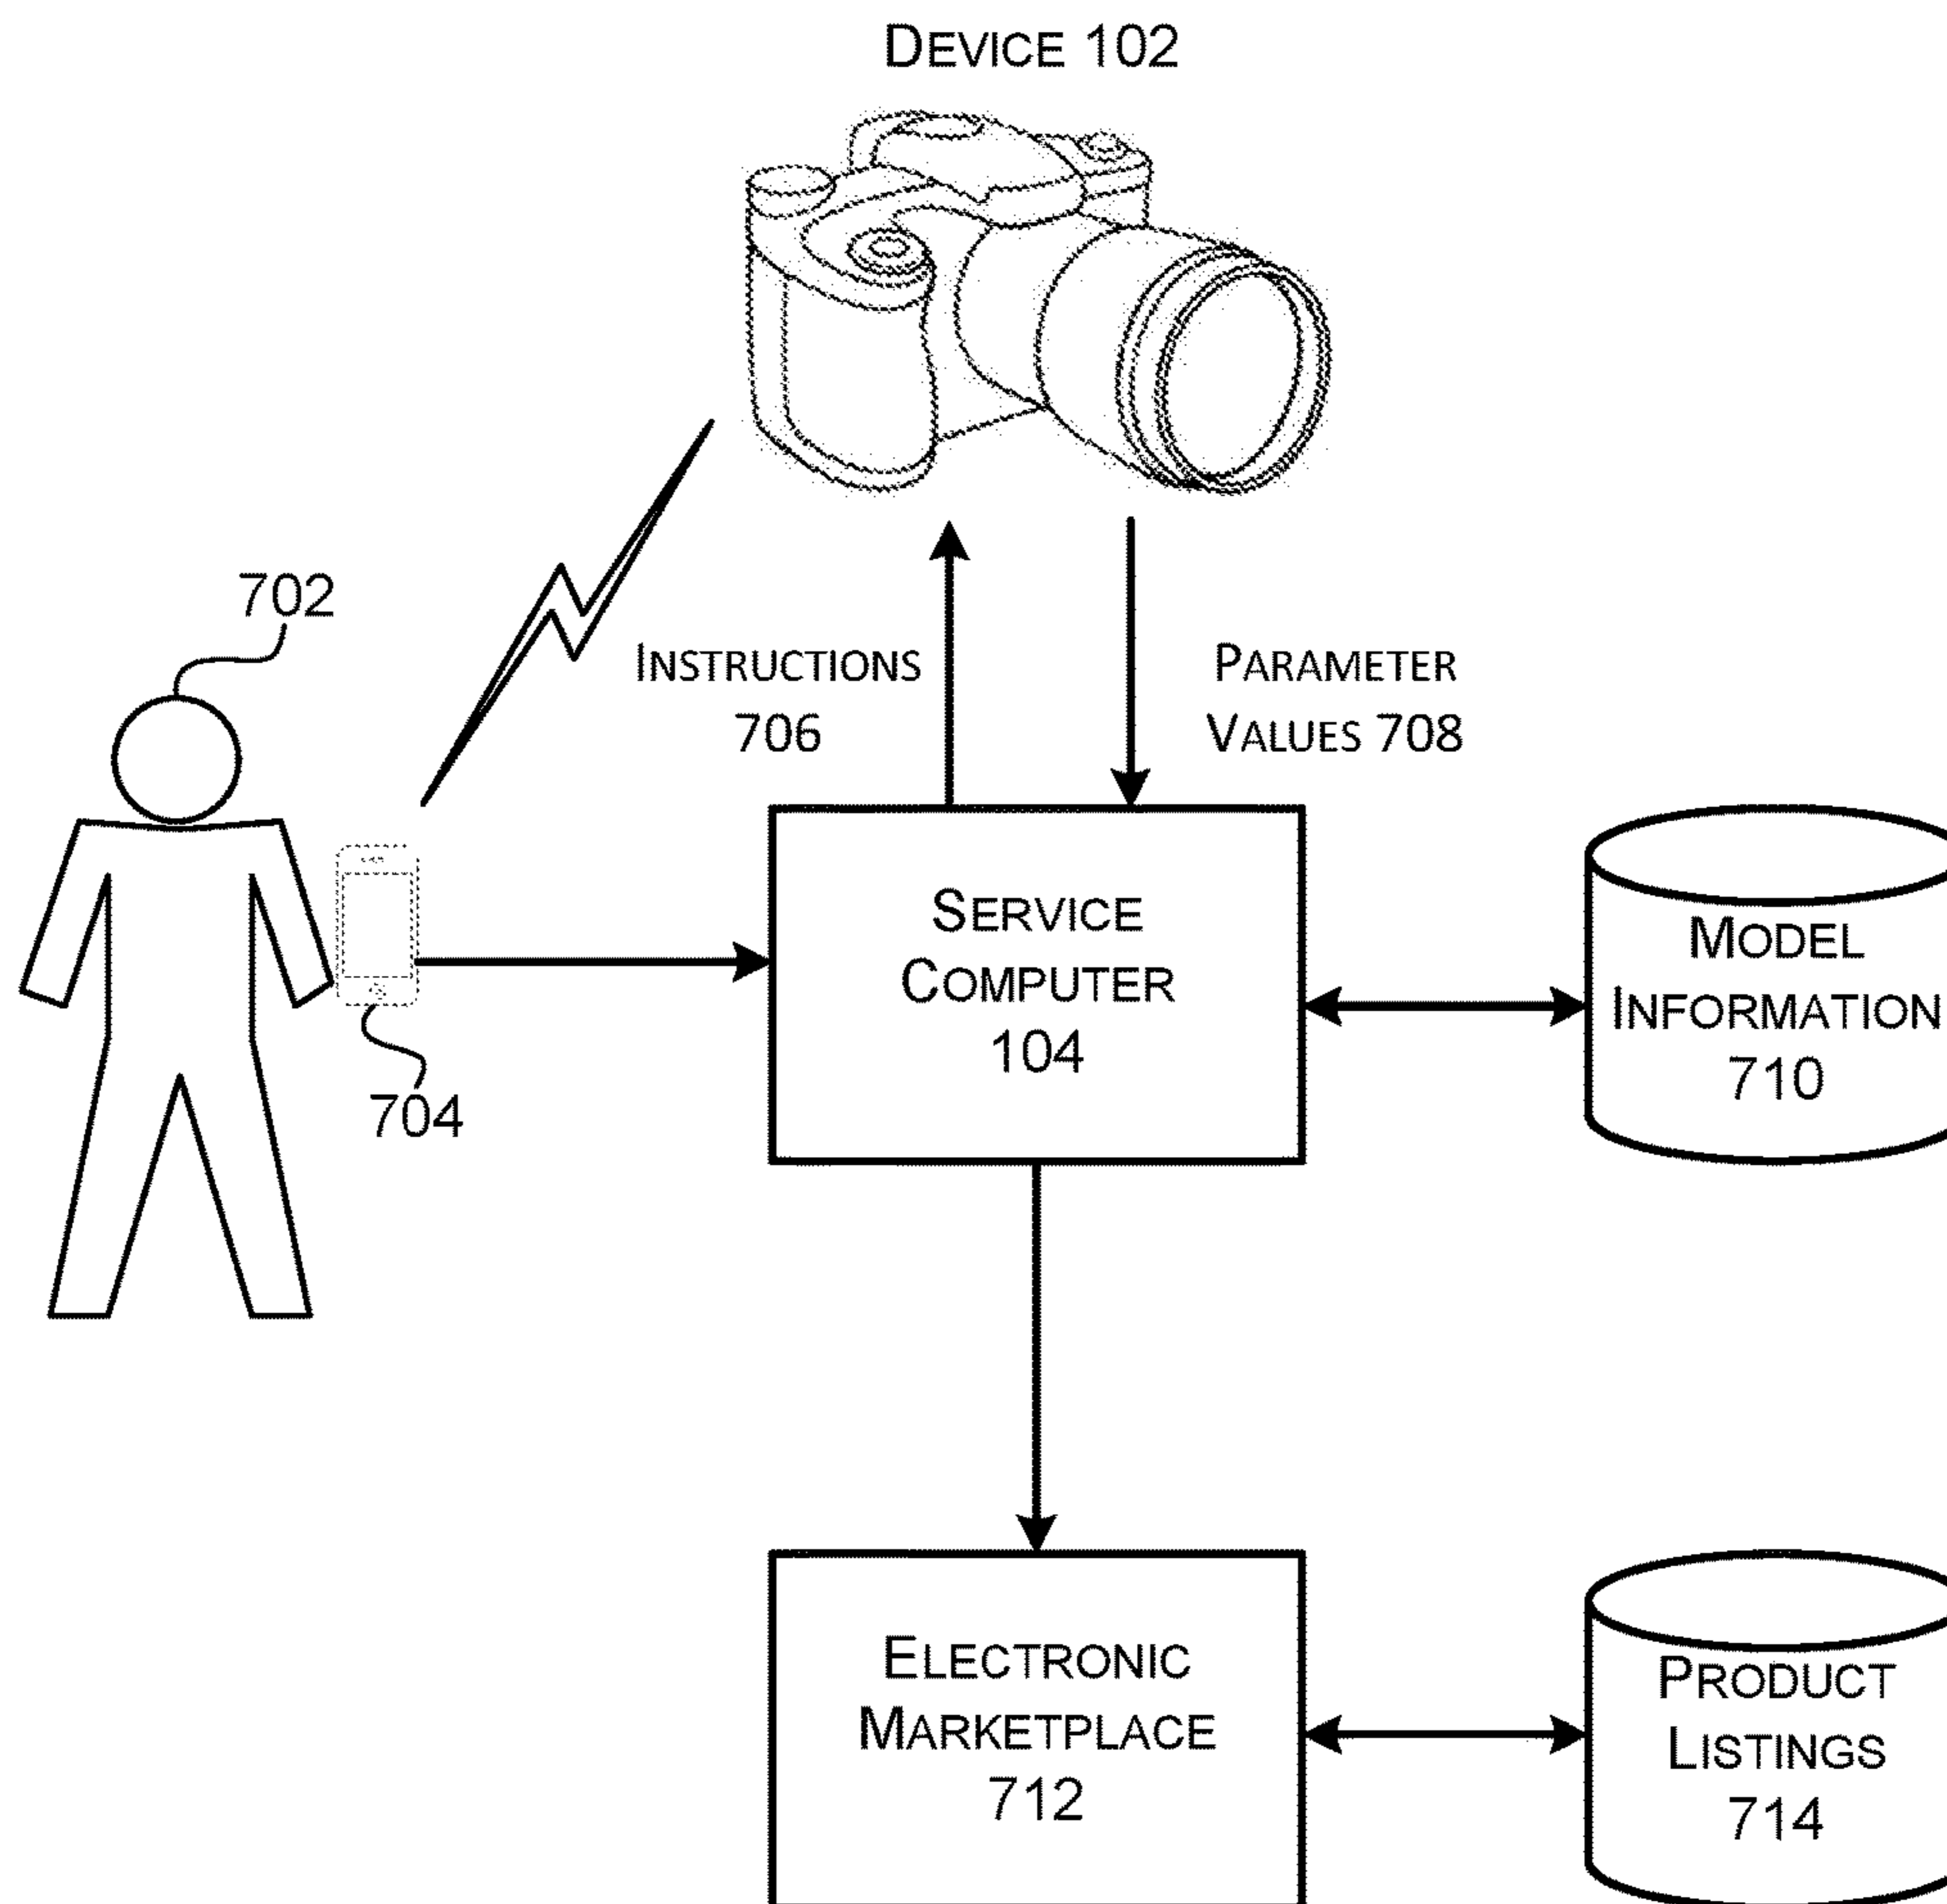 DEVICE 102
702
INSTRUCTIONS
706
PARAMETER
VALUES 708
704
SERVICE
COMPUTER
104
MODEL
INFORMATION
710
ELECTRONIC
MARKETPLACE
712
PRODUCT
LISTINGS
714